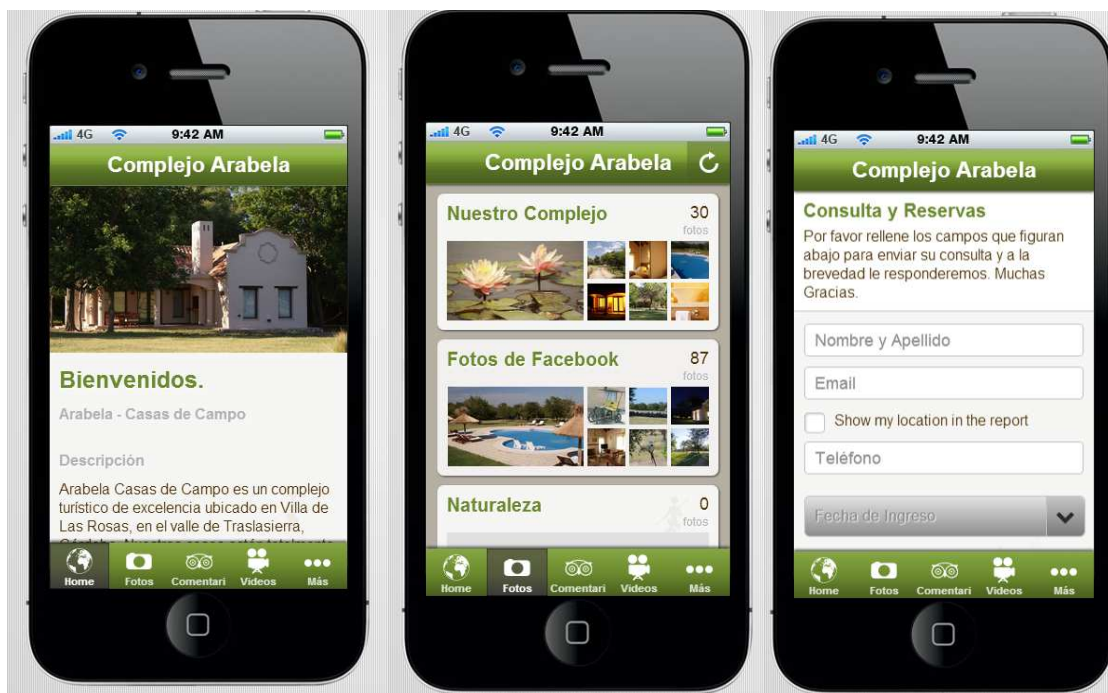 4G 9:42 AM
Complejo Arabela
Bienvenidos.
Arabela - Casas de Campo
Descripción
Arabela Casas de Campo es un complejo
turístico de excelencia ubicado en Villa de
Las Rosas, en el valle de Traslasierra,
Home Fotos Comentari Videos Más
4G 9:42 AM
Complejo Arabela
Nuestro Complejo 30
fotos
Fotos de Facebook 87
fotos
Naturaleza 0
fotos
Home Fotos Comentari Videos Más
4G 9:42 AM
Complejo Arabela
Consulta y Reservas
Por favor rellene los campos que figuran
abajo para enviar su consulta y a la
brevedad le responderemos. Muchas
Gracias.
Nombre y Apellido
Email
Show my location in the report
Teléfono
Fecha de Ingreso
Home Fotos Comentari Videos Más